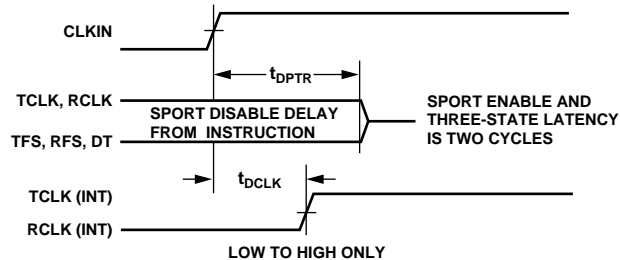 CLKIN
tDPTR
TCLK, RCLK
SPORT DISABLE DELAY
FROM INSTRUCTION
TFS, RFS, DT
SPORT ENABLE AND
THREE-STATE LATENCY
IS TWO CYCLES
tDCLK
TCLK (INT)
RCLK (INT)
LOW TO HIGH ONLY